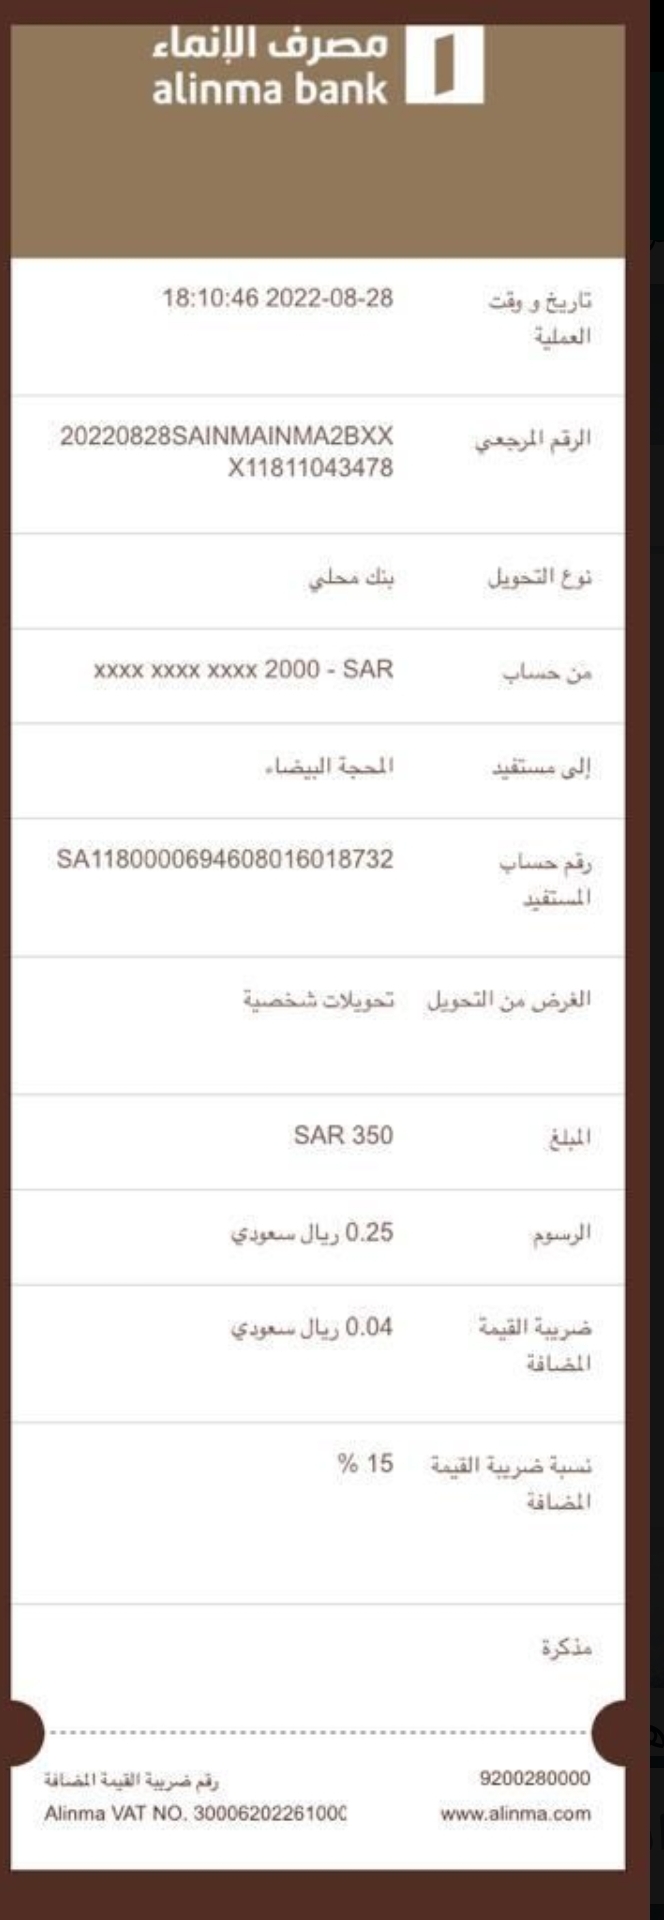 مصرف الإنماء
alinma bank
تاريخ و وقت العملية
18:10:46 2022-08-28
الرقم المرجعي
20220828SAINMAINMA2BXX
X11811043478
نوع التحويل
بنك محلي
من حساب
xxxx xxxx xxxx 2000 - SAR
إلى مستفيد
المحجة البيضاء
رقم حساب المستفيد
SA1180000694608016018732
الغرض من التحويل
تحويلات شخصية
المبلغ
SAR 350
الرسوم
0.25 ريال سعودي
ضريبة القيمة المضافة
0.04 ريال سعودي
نسبة ضريبة القيمة المضافة
% 15
مذكرة
9200280000
رقم ضريبة القيمة المضافة
www.alinma.com
Alinma VAT NO. 30006202261000